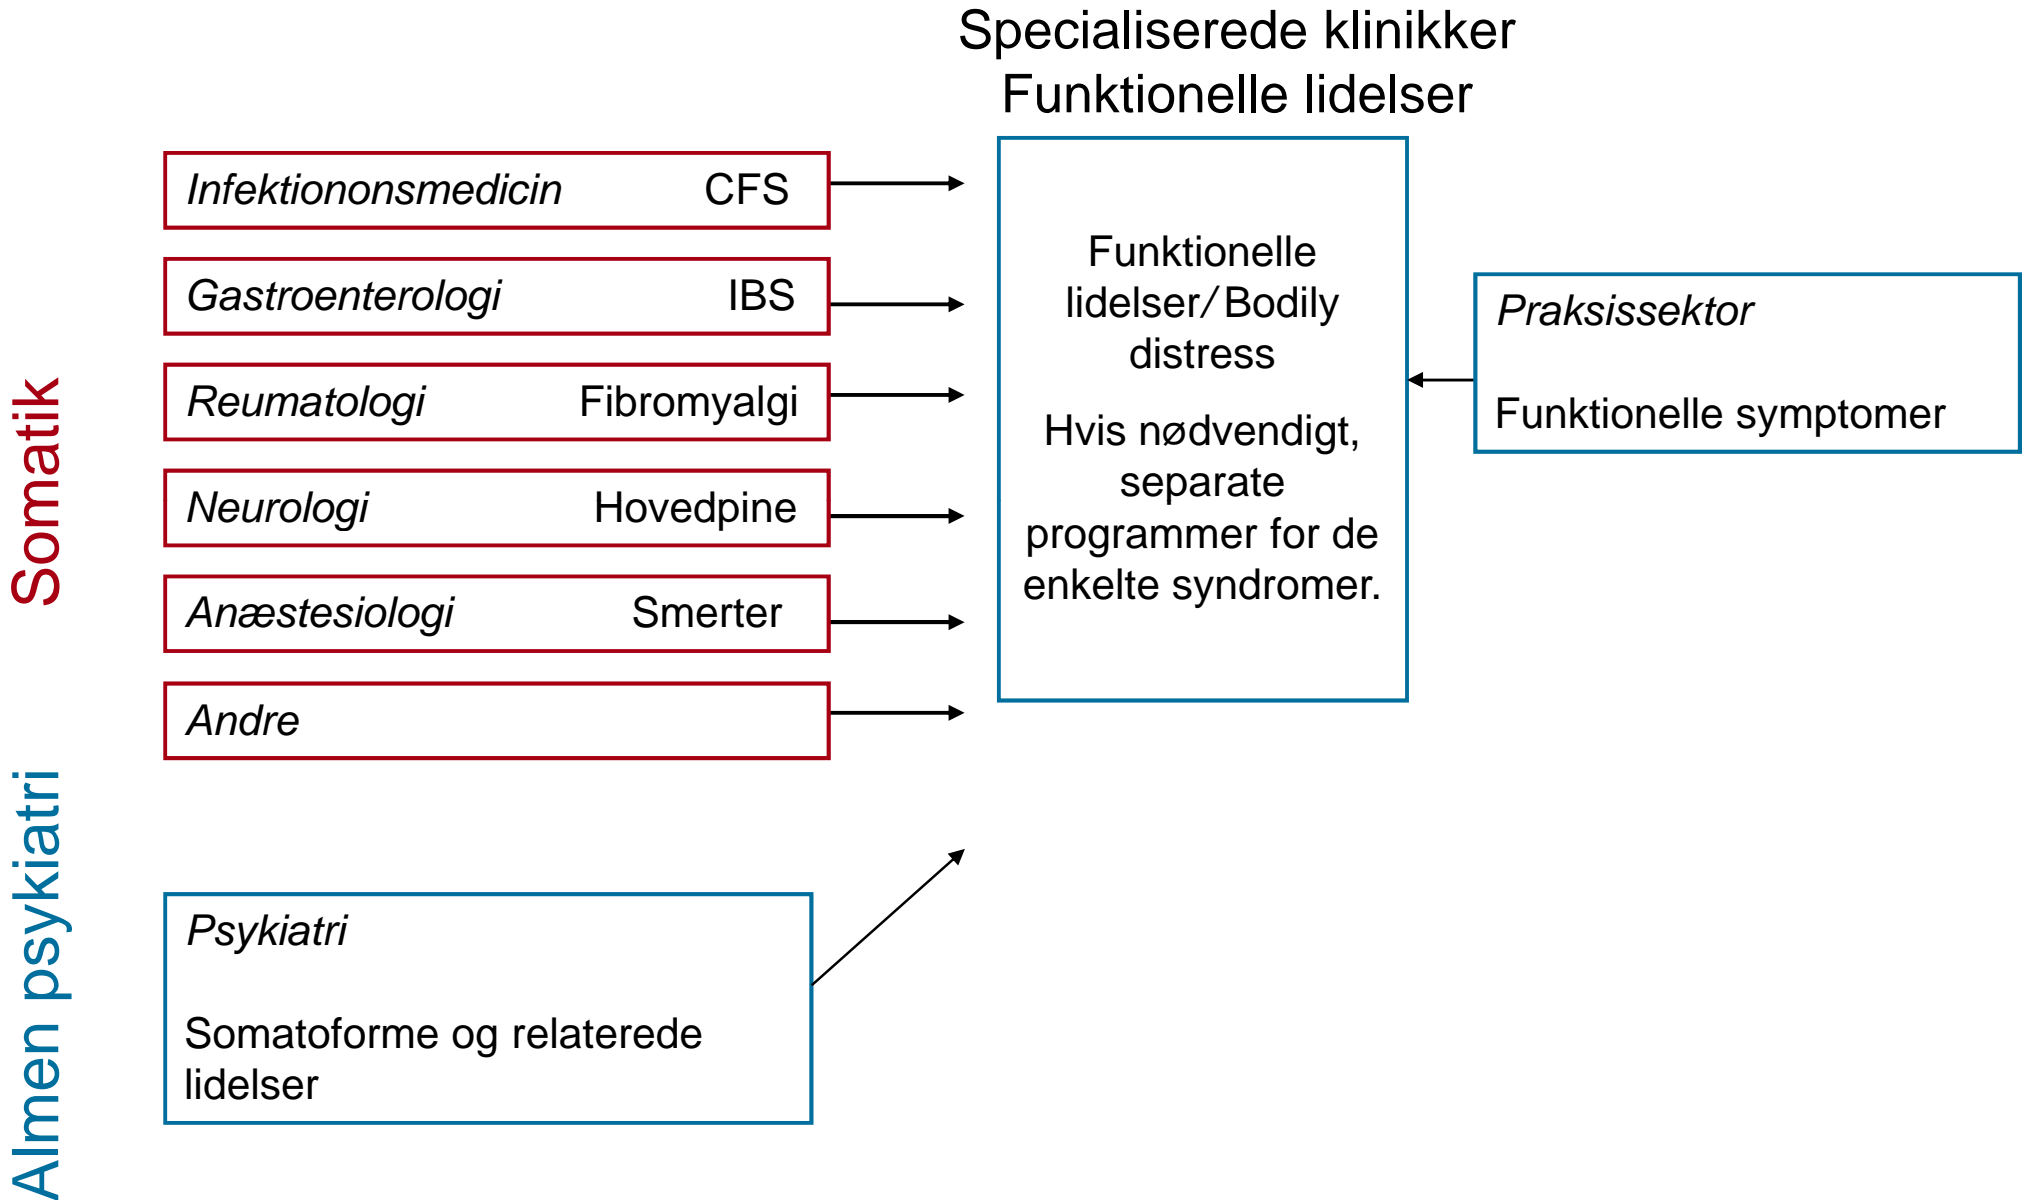 Specialiserede klinikker
Funktionelle lidelser
Somatik
Infektiononsmedicin CFS
Gastroenterologi IBS
Reumatologi Fibromyalgi
Neurologi Hovedpine
Anæstesiologi Smerter
Andre
Funktionelle
lidelser/Bodily
distress
Hvis nødvendigt,
separate
programmer for de
enkelte syndromer.
Praksissektor
Funktionelle symptomer
Almen psykiatri
Psykiatri
Somatoforme og relaterede
lidelser